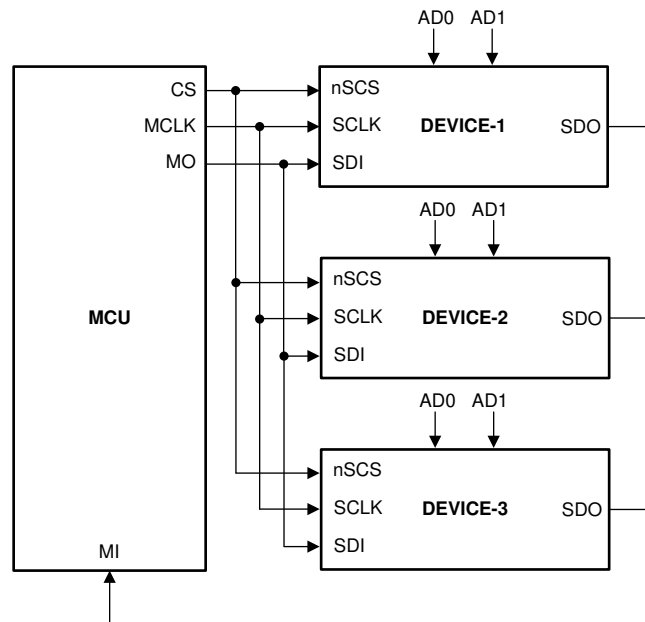 AD0 AD1
CS
MCLK
MO
MCU
MI
nSCS
SCLK
SDI
DEVICE-1
SDO
AD0 AD1
nSCS
SCLK
SDI
DEVICE-2
SDO
AD0 AD1
nSCS
SCLK
SDI
DEVICE-3
SDO